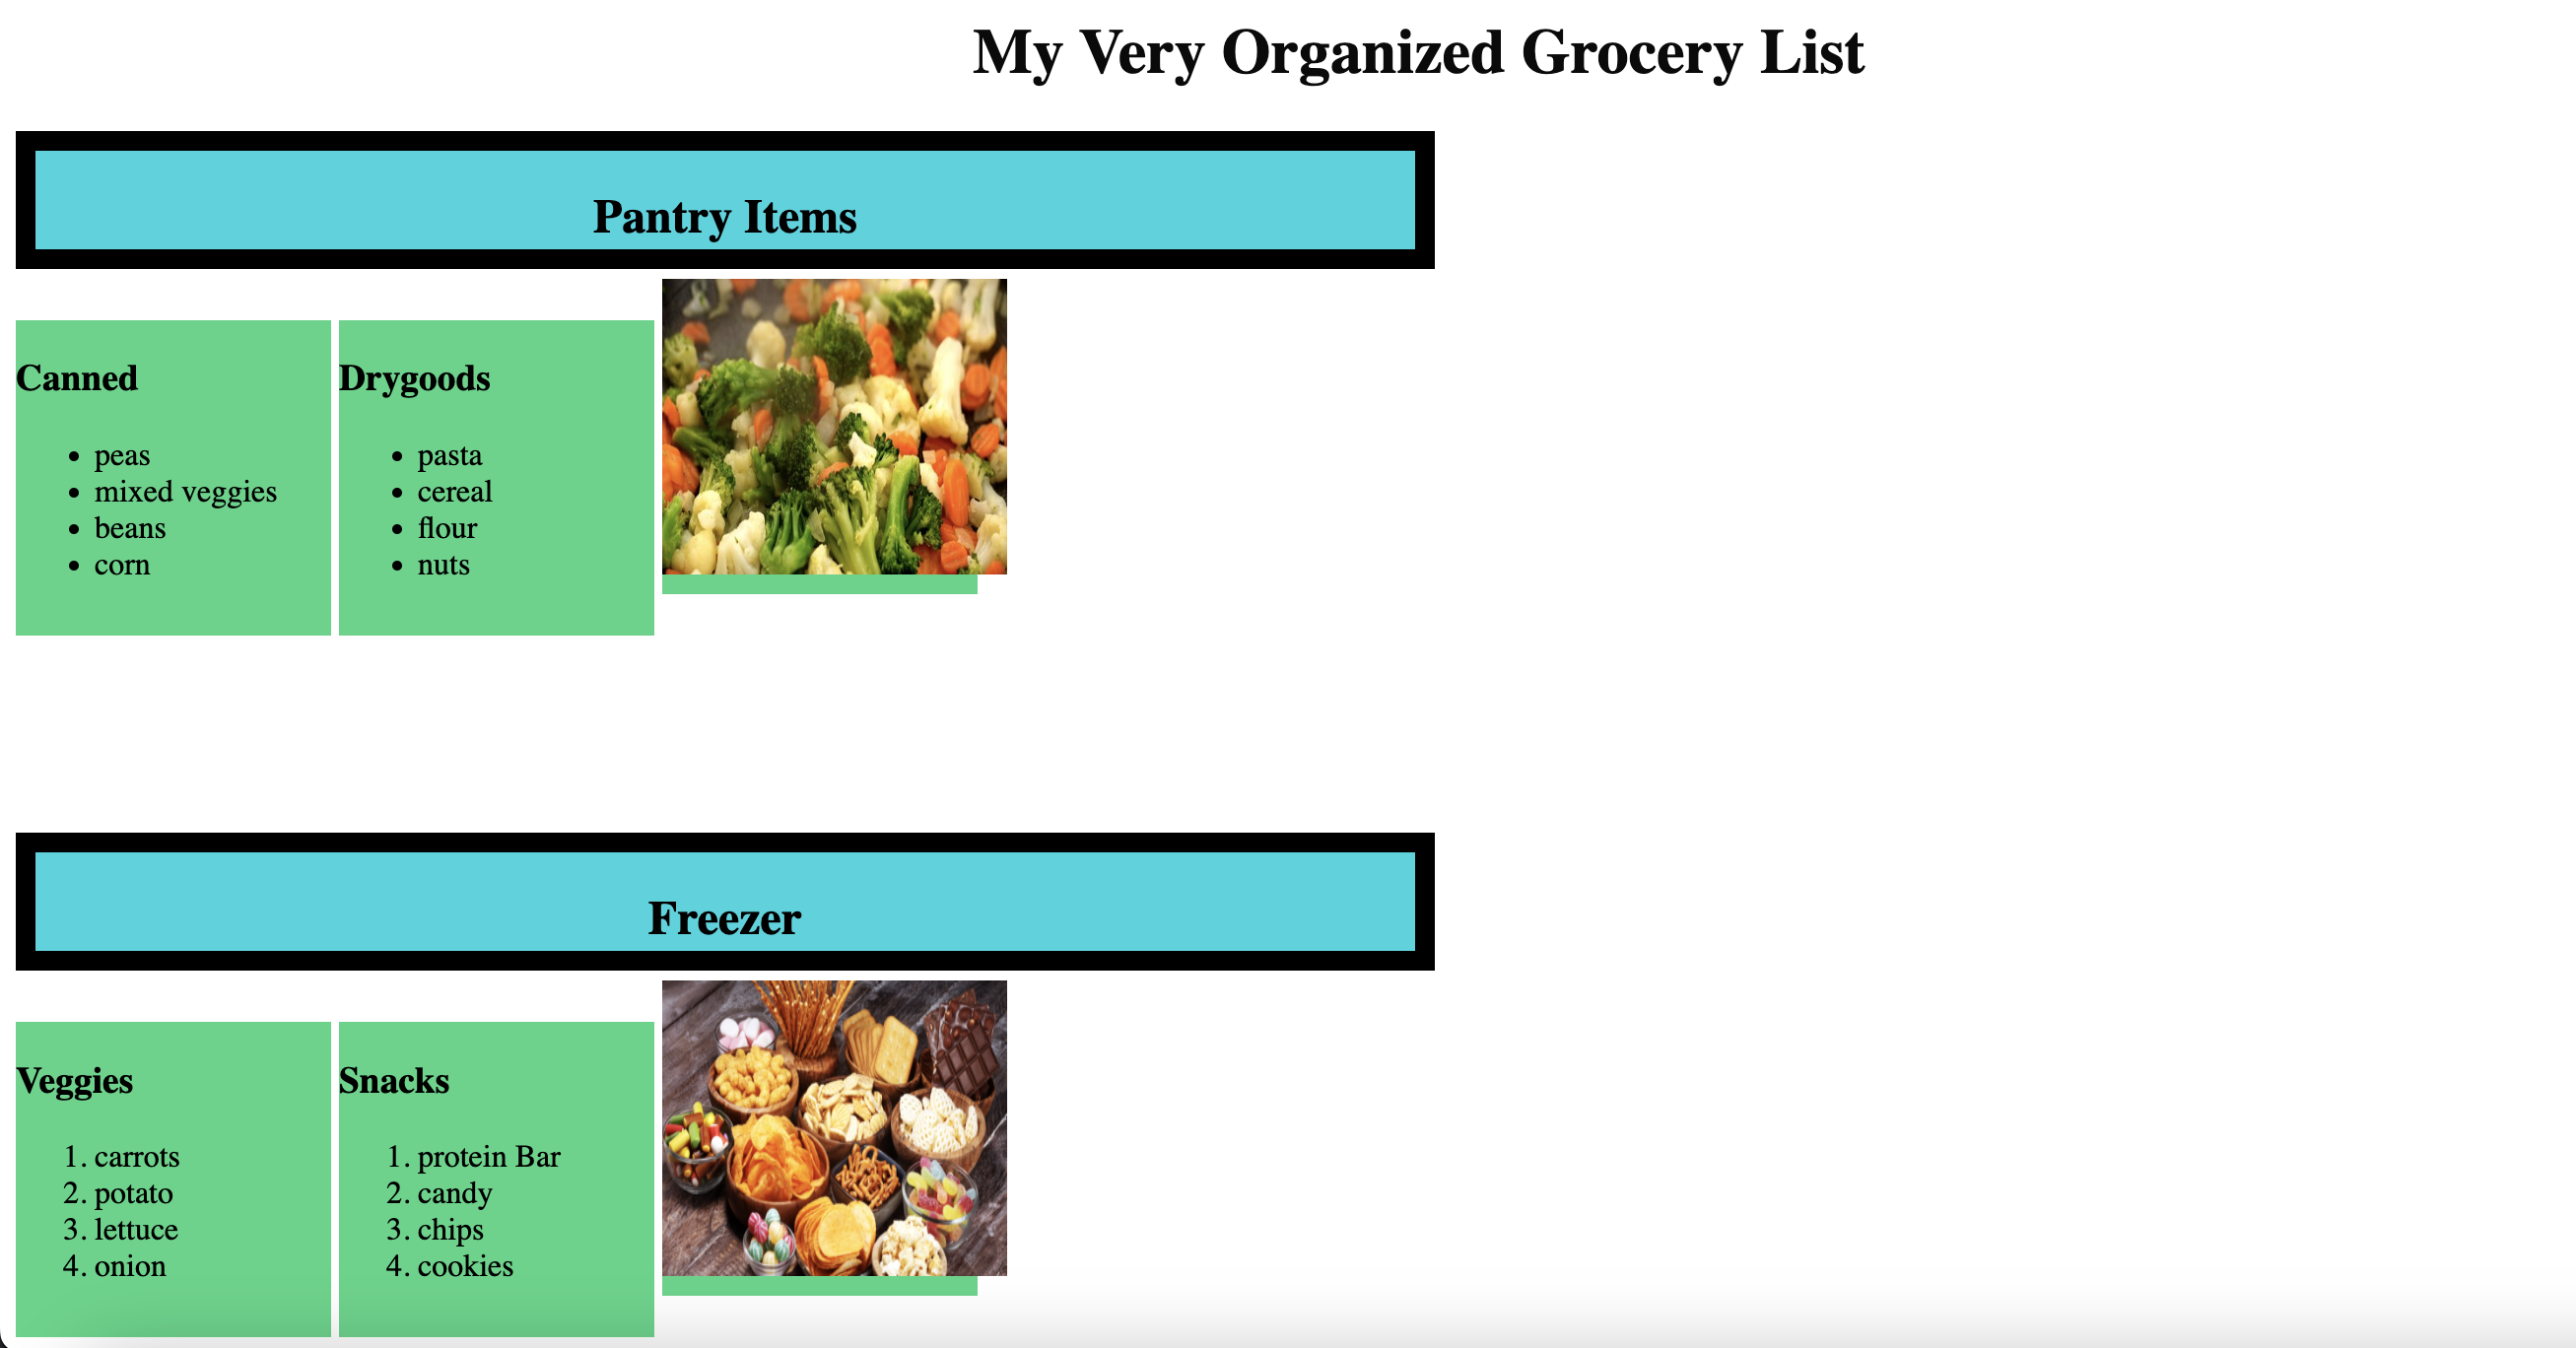 My Very Organized Grocery List
Pantry Items
Canned
• peas
• mixed veggies
• beans
• corn
Drygoods
• pasta
• cereal
• flour
• nuts
Freezer
Veggies
1. carrots
2. potato
3. lettuce
4. onion
Snacks
1. protein Bar
2. candy
3. chips
4. cookies